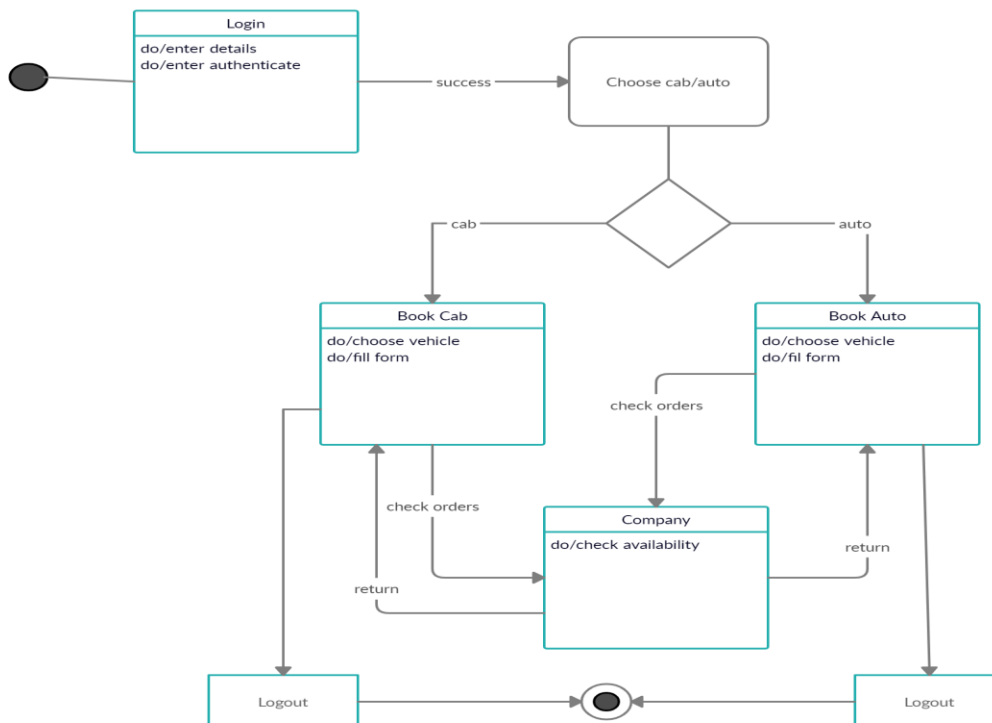 Login
do/enter details
do/enter authenticate
success
Choose cab/auto
cab
auto
Book Cab
do/choose vehicle
do/fill form
Book Auto
do/choose vehicle
do/fil form
check orders
check orders
Company
do/check availability
return
return
Logout
Logout